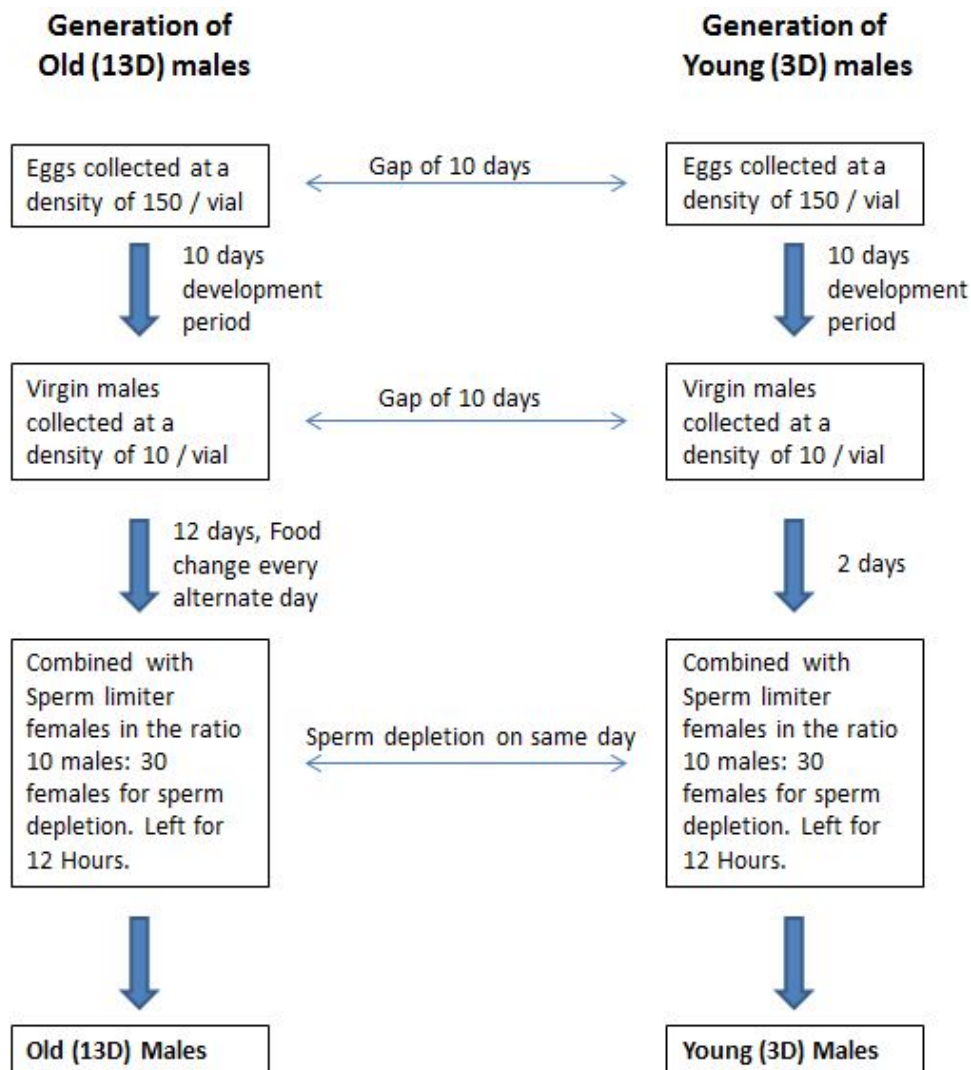 Generation of
Old (13D) males
Generation of
Young (3D) males
Eggs collected at a
density of 150 / vial
Gap of 10 days
Eggs collected at a
density of 150 / vial
10 days
development
period
10 days
development
period
Virgin males
collected at a
density of 10 / vial
Gap of 10 days
Virgin males
collected at a
density of 10 / vial
12 days, Food
change every
alternate day
2 days
Combined with
Sperm limiter
females in the ratio
10 males: 30
females for sperm
depletion. Left for
12 Hours.
Sperm depletion on same day
Combined with
Sperm limiter
females in the ratio
10 males: 30
females for sperm
depletion. Left for
12 Hours.
Old (13D) Males
Young (3D) Males